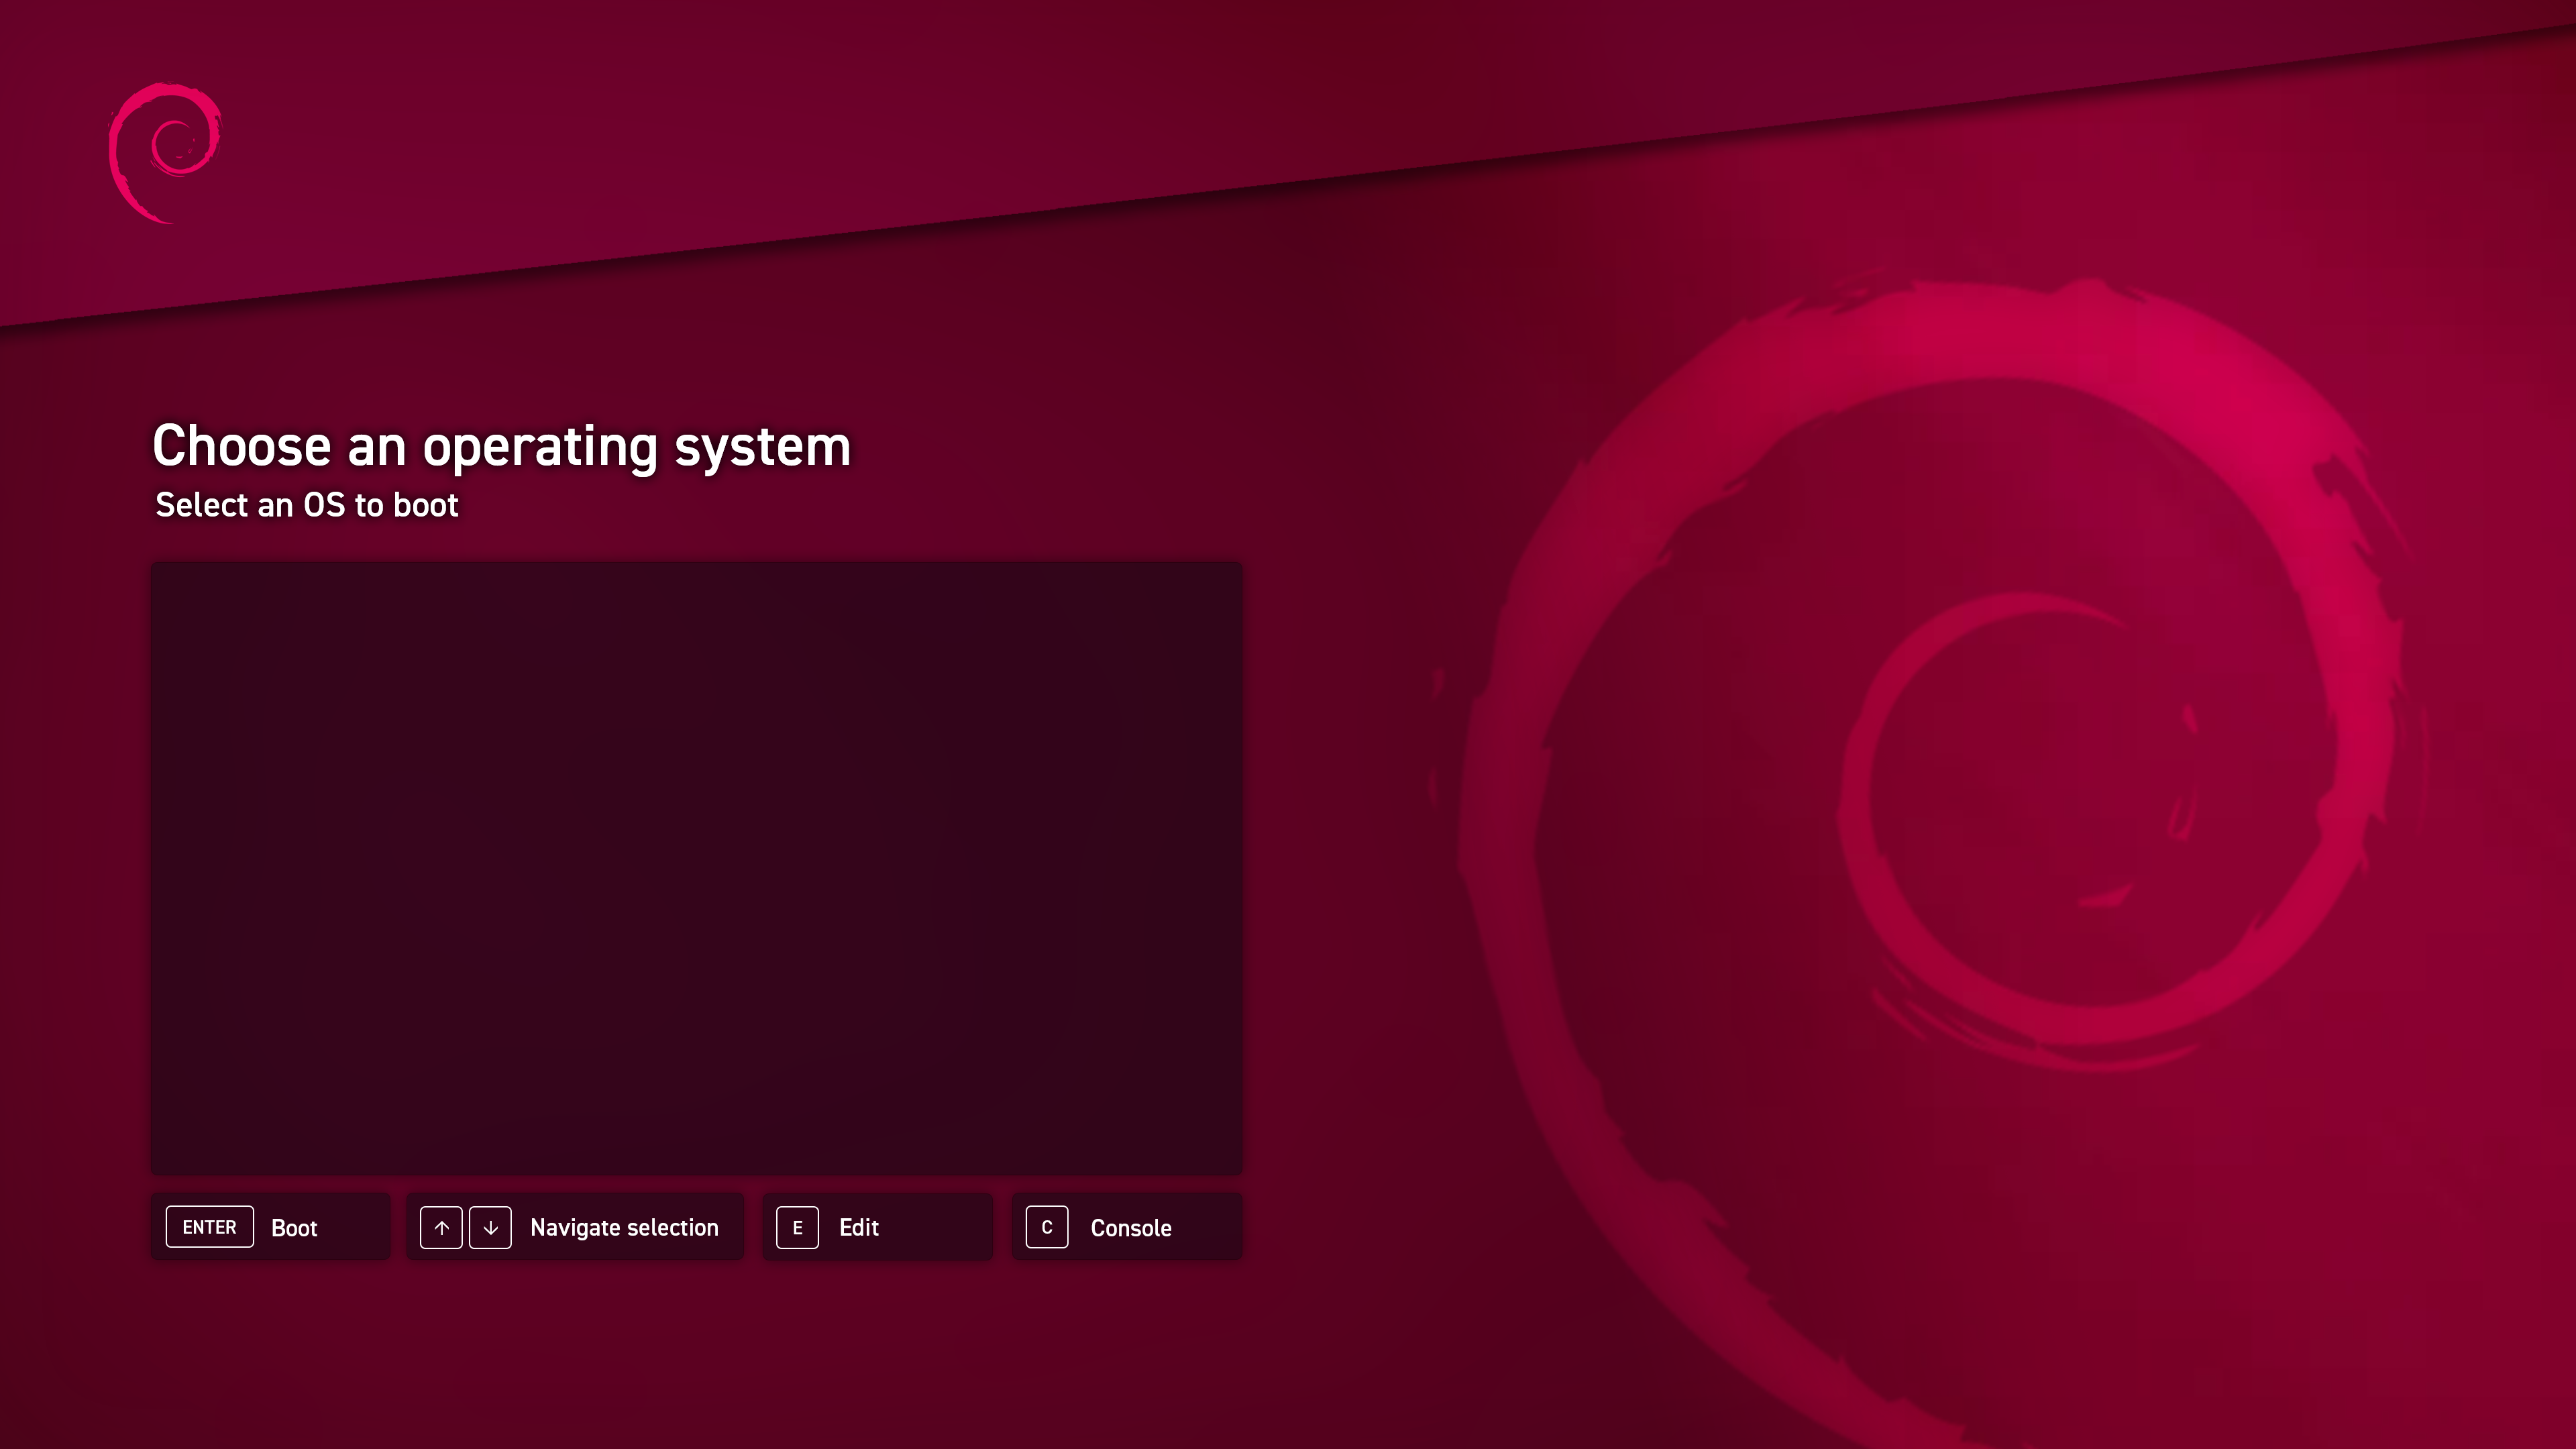 Choose an operating system
Select an OS to boot
ENTER Boot ↑ ↓ Navigate selection E Edit C Console